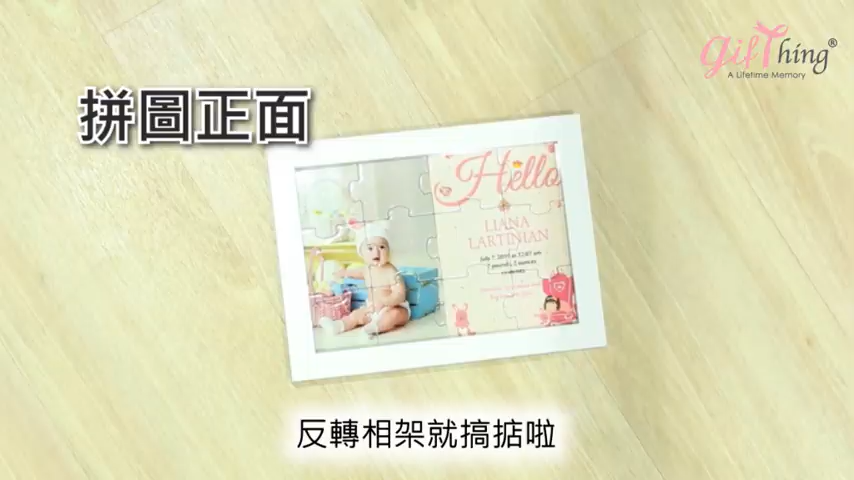 gifThing®
A Lifetime Memory
拼圖正面
Hello
LIANA
LARTINIAN
反轉相架就搞掂啦